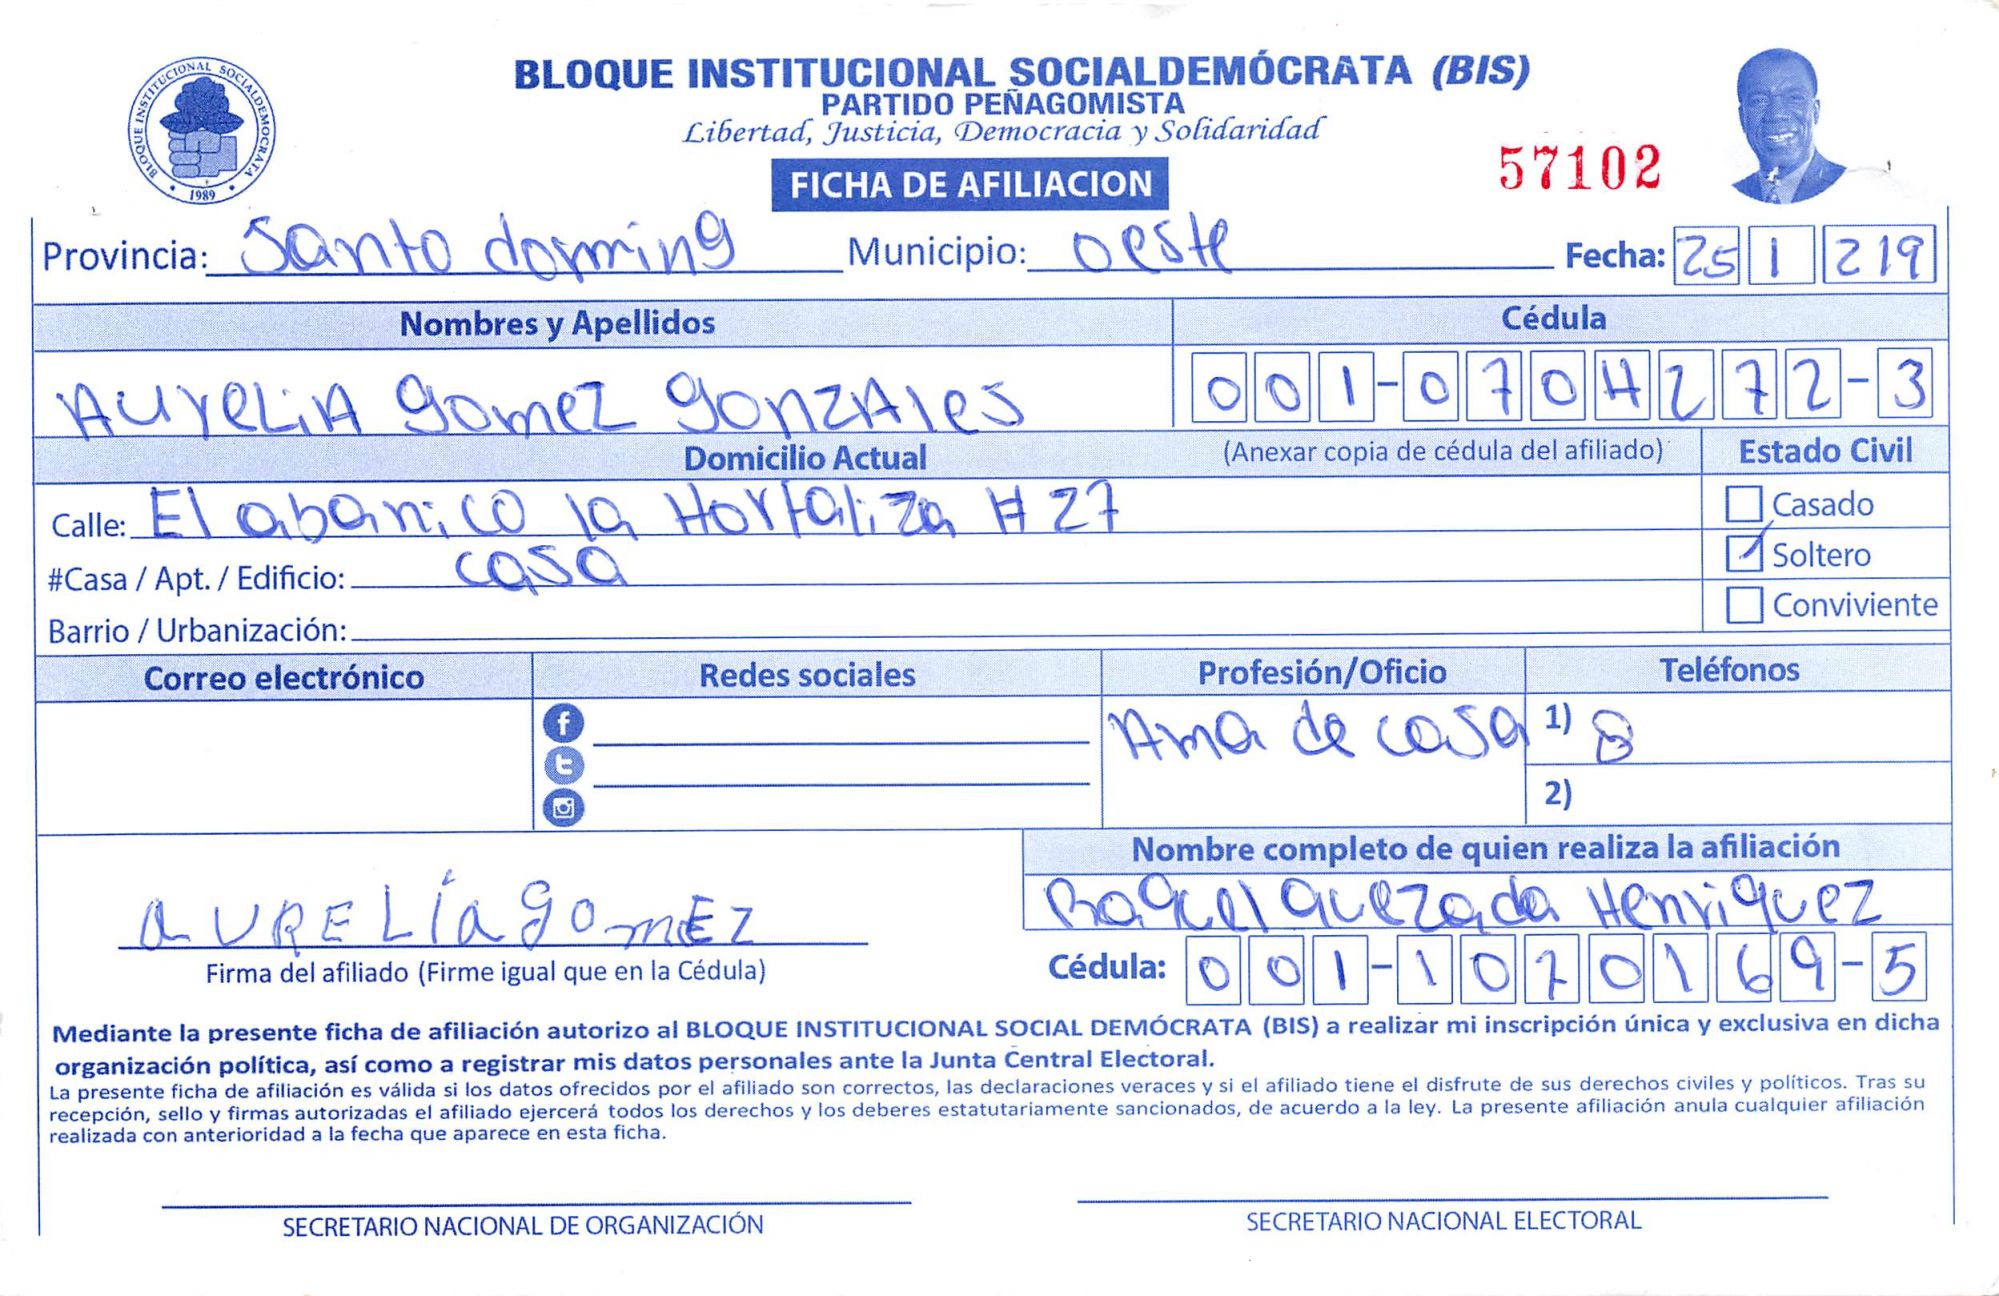 BLOQUE INSTITUCIONAL SOCIALDEMOCRATA
1989
BLOQUE INSTITUCIONAL SOCIALDEMÓCRATA (BIS)
PARTIDO PEÑAGOMISTA
Libertad, Justicia, Democracia y Solidaridad
FICHA DE AFILIACION
57102
Provincia: Santo doming Municipio: oeste Fecha: 25 1 219
Nombres y Apellidos Cédula
AUrELiA gomez gonzAles 001-0704272-3
Domicilio Actual (Anexar copia de cédula del afiliado) Estado Civil
Calle: El abanico la Hortaliza # 27 Casado
#Casa / Apt. / Edificio: casa Soltero
Barrio / Urbanización: Conviviente
Correo electrónico Redes sociales Profesión/Oficio Teléfonos
Ama de casa 1) 8
2)
Nombre completo de quien realiza la afiliación
Raquel Quezada Henriquez
aURELía gomEz
Firma del afiliado (Firme igual que en la Cédula) Cédula: 001-1070169-5
Mediante la presente ficha de afiliación autorizo al BLOQUE INSTITUCIONAL SOCIAL DEMÓCRATA (BIS) a realizar mi inscripción única y exclusiva en dicha
organización política, así como a registrar mis datos personales ante la Junta Central Electoral.
La presente ficha de afiliación es válida si los datos ofrecidos por el afiliado son correctos, las declaraciones veraces y si el afiliado tiene el disfrute de sus derechos civiles y políticos. Tras su
recepción, sello y firmas autorizadas el afiliado ejercerá todos los derechos y los deberes estatutariamente sancionados, de acuerdo a la ley. La presente afiliación anula cualquier afiliación
realizada con anterioridad a la fecha que aparece en esta ficha.
SECRETARIO NACIONAL DE ORGANIZACIÓN SECRETARIO NACIONAL ELECTORAL